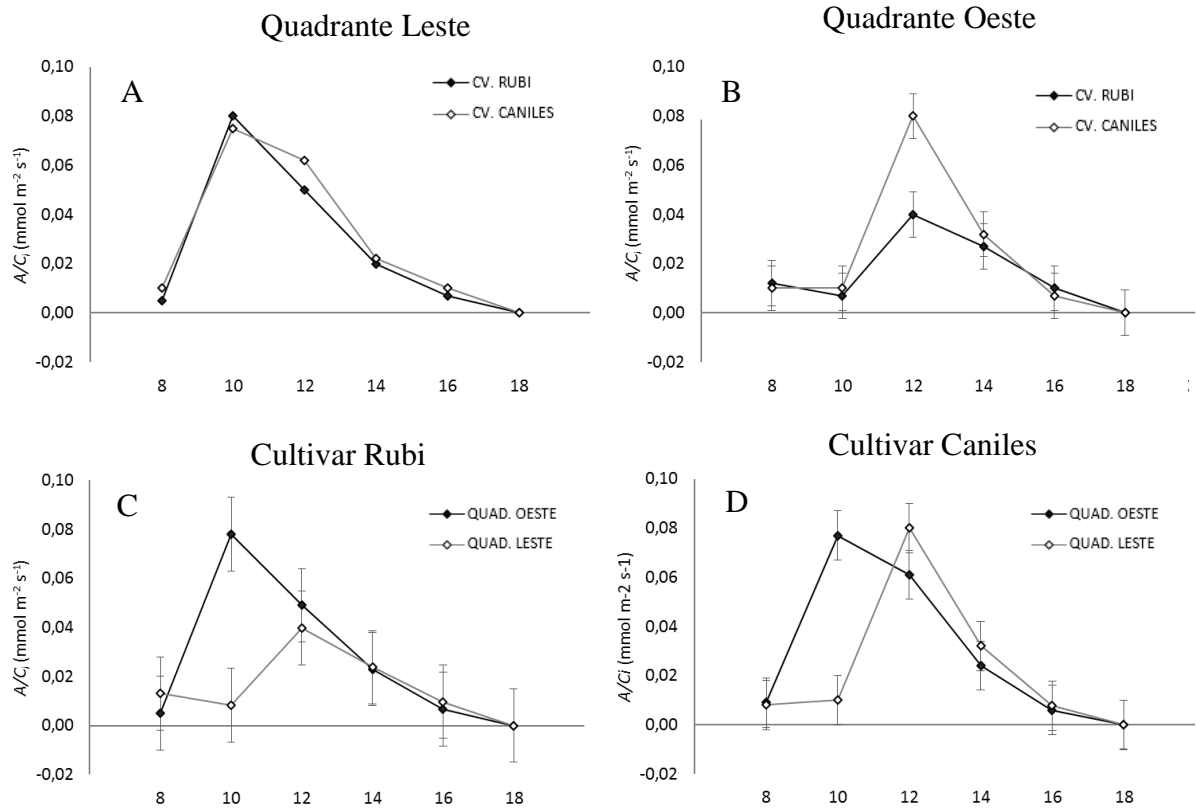 Quadrante Leste
A
CV. RUBI
CV. CANILES
A/Ci (mmol m-2 s-1)
0,10
0,08
0,06
0,04
0,02
0,00
-0,02
8 10 12 14 16 18
Quadrante Oeste
B
CV. RUBI
CV. CANILES
A/Ci (mmol m-2 s-1)
0,10
0,08
0,06
0,04
0,02
0,00
-0,02
8 10 12 14 16 18
Cultivar Rubi
C
QUAD. OESTE
QUAD. LESTE
A/Ci (mmol m-2 s-1)
0,10
0,08
0,06
0,04
0,02
0,00
-0,02
8 10 12 14 16 18
Cultivar Caniles
D
QUAD. OESTE
QUAD. LESTE
A/Ci (mmol m-2 s-1)
0,10
0,08
0,06
0,04
0,02
0,00
-0,02
8 10 12 14 16 18